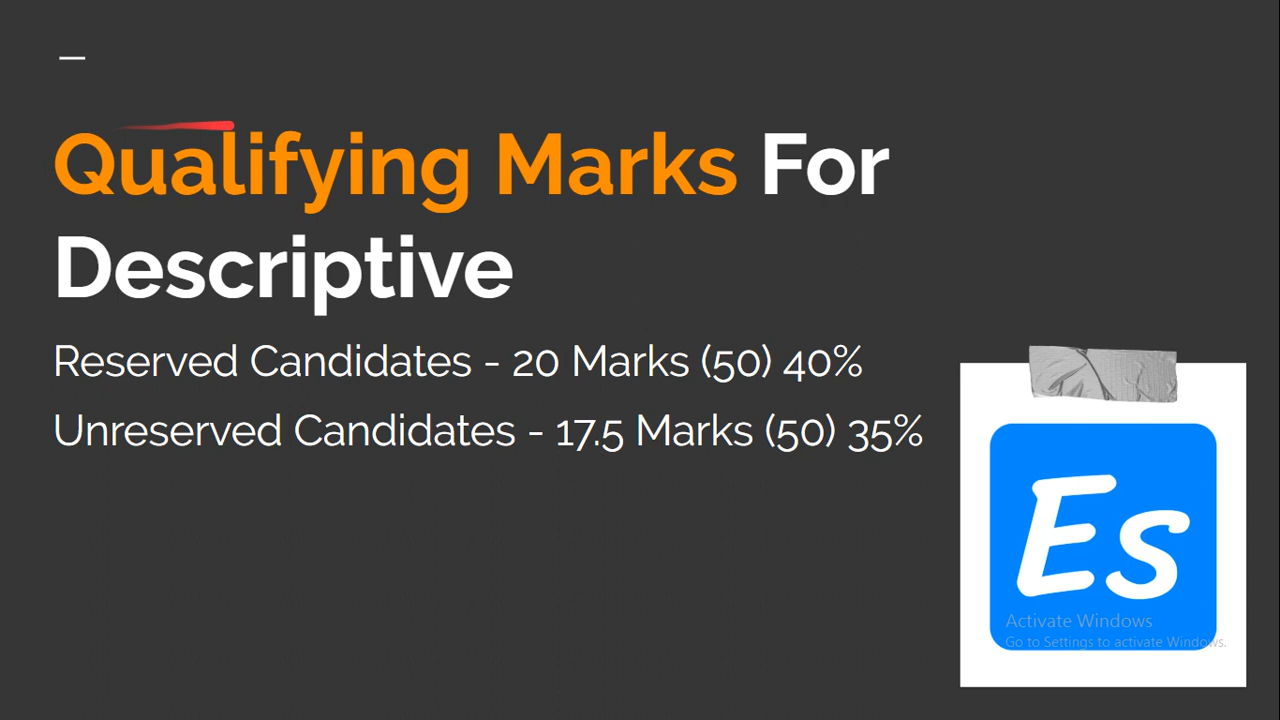 Qualifying Marks For
Descriptive
Reserved Candidates - 20 Marks (50) 40%
Unreserved Candidates - 17.5 Marks (50) 35%
Es
Activate Windows
Go to Settings to activate Windows.